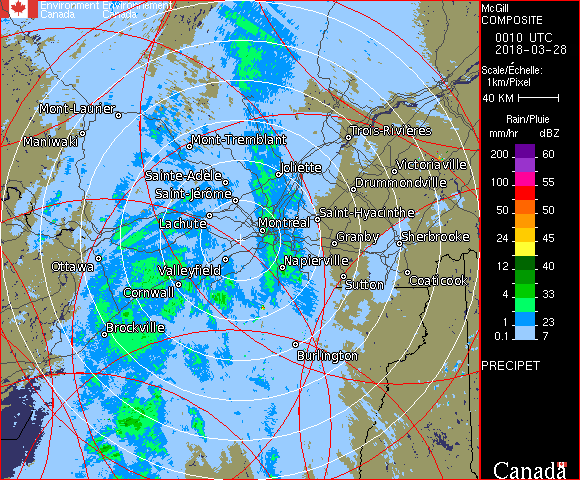 Environment Environnement
Canada Canada
McGill
COMPOSITE
0010 UTC
2018-03-28
Scale/Échelle:
1km/Pixel
40 KM
Rain/Pluie
mm/hr dBZ
200 60
100 55
50 50
24 45
12 40
4 33
1 23
0.1 7
PRECIPET
Canada
Mont-Laurier
Maniwaki
Mont-Tremblant
Trois-Rivières
Sainte-Adèle
Joliette
Victoriaville
Saint-Jérôme
Drummondville
Lachute
Montréal
Saint-Hyacinthe
Granby
Sherbrooke
Ottawa
Valleyfield
Napierville
Cornwall
Sutton
Coaticook
Brockville
Burlington